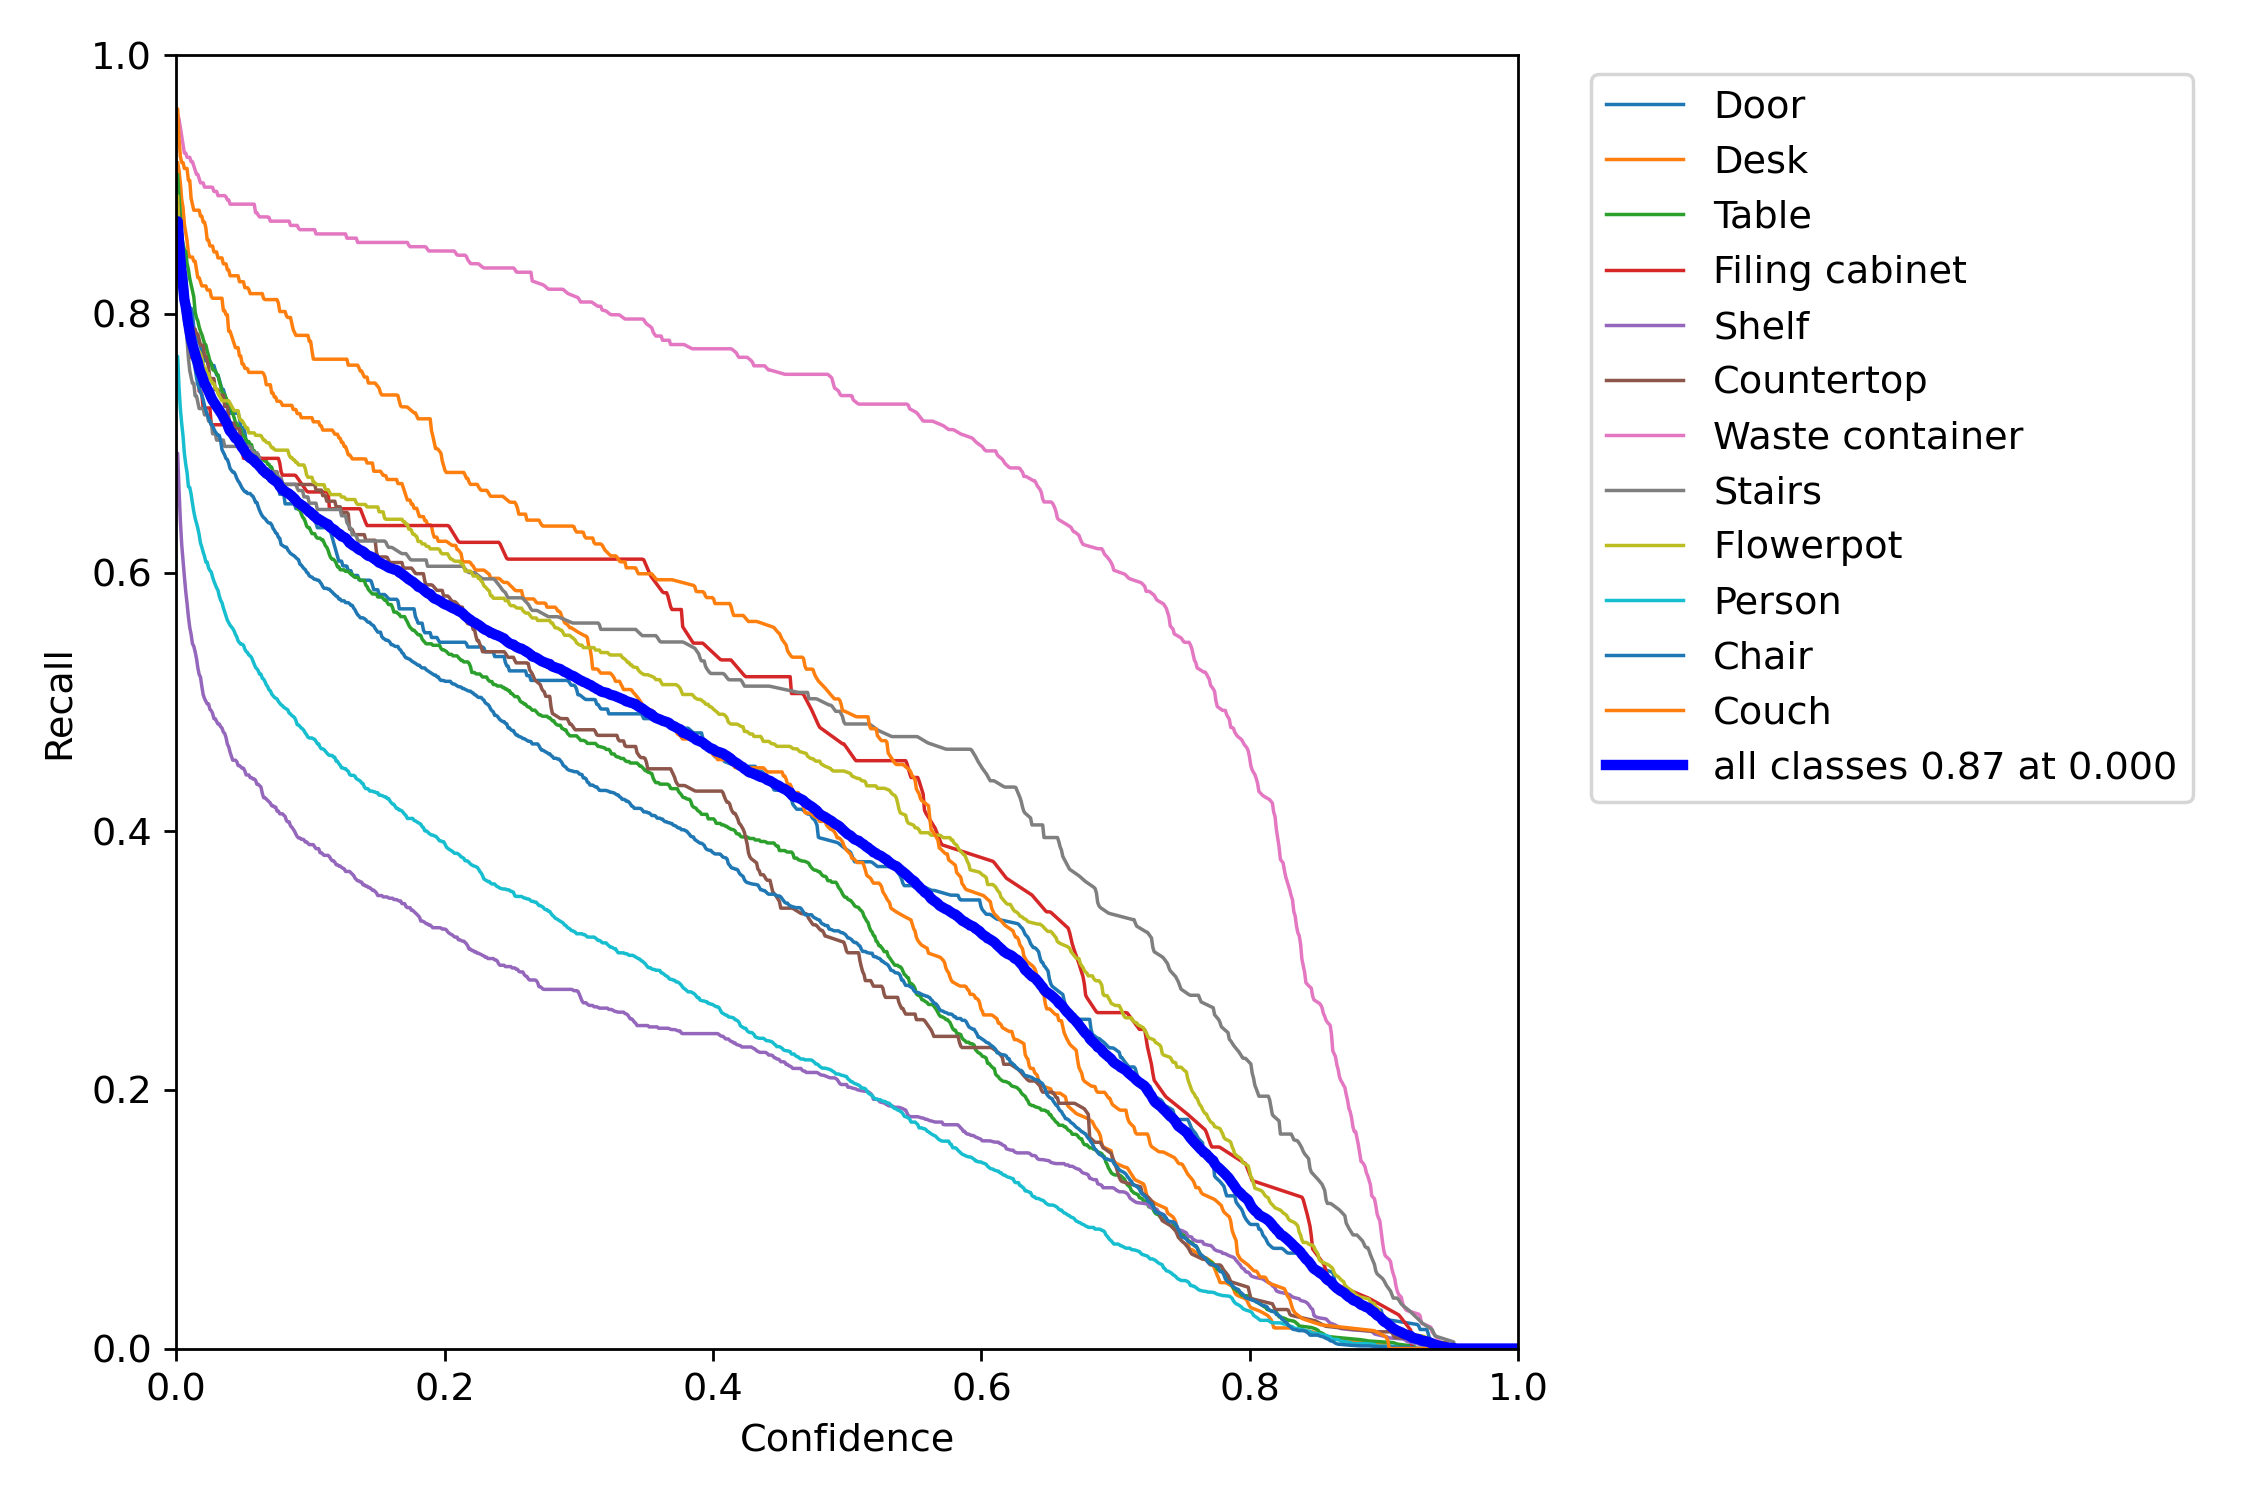 1.0
0.8
0.6
0.4
0.2
0.0
Recall
0.0 0.2 0.4 0.6 0.8 1.0
Confidence
Door
Desk
Table
Filing cabinet
Shelf
Countertop
Waste container
Stairs
Flowerpot
Person
Chair
Couch
all classes 0.87 at 0.000